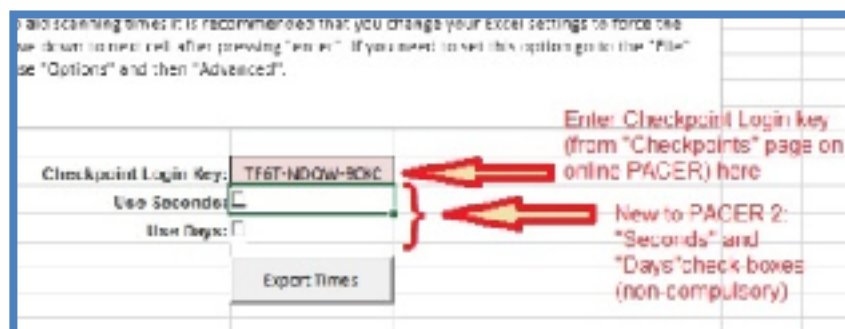 aid scanning times it is recommended that you change your Excel settings to force the
down to next cell after pressing "enter". If you need to set this option go to the "File"
"Options" and then "Advanced".
Enter Checkpoint Login key
(from "Checkpoints" page on
online PACER) here
Checkpoint Login Key:
Use Seconds:
Use Days:
New to PACER 2:
"Seconds" and
"Days"check-boxes
(non-compulsory)
Export Times